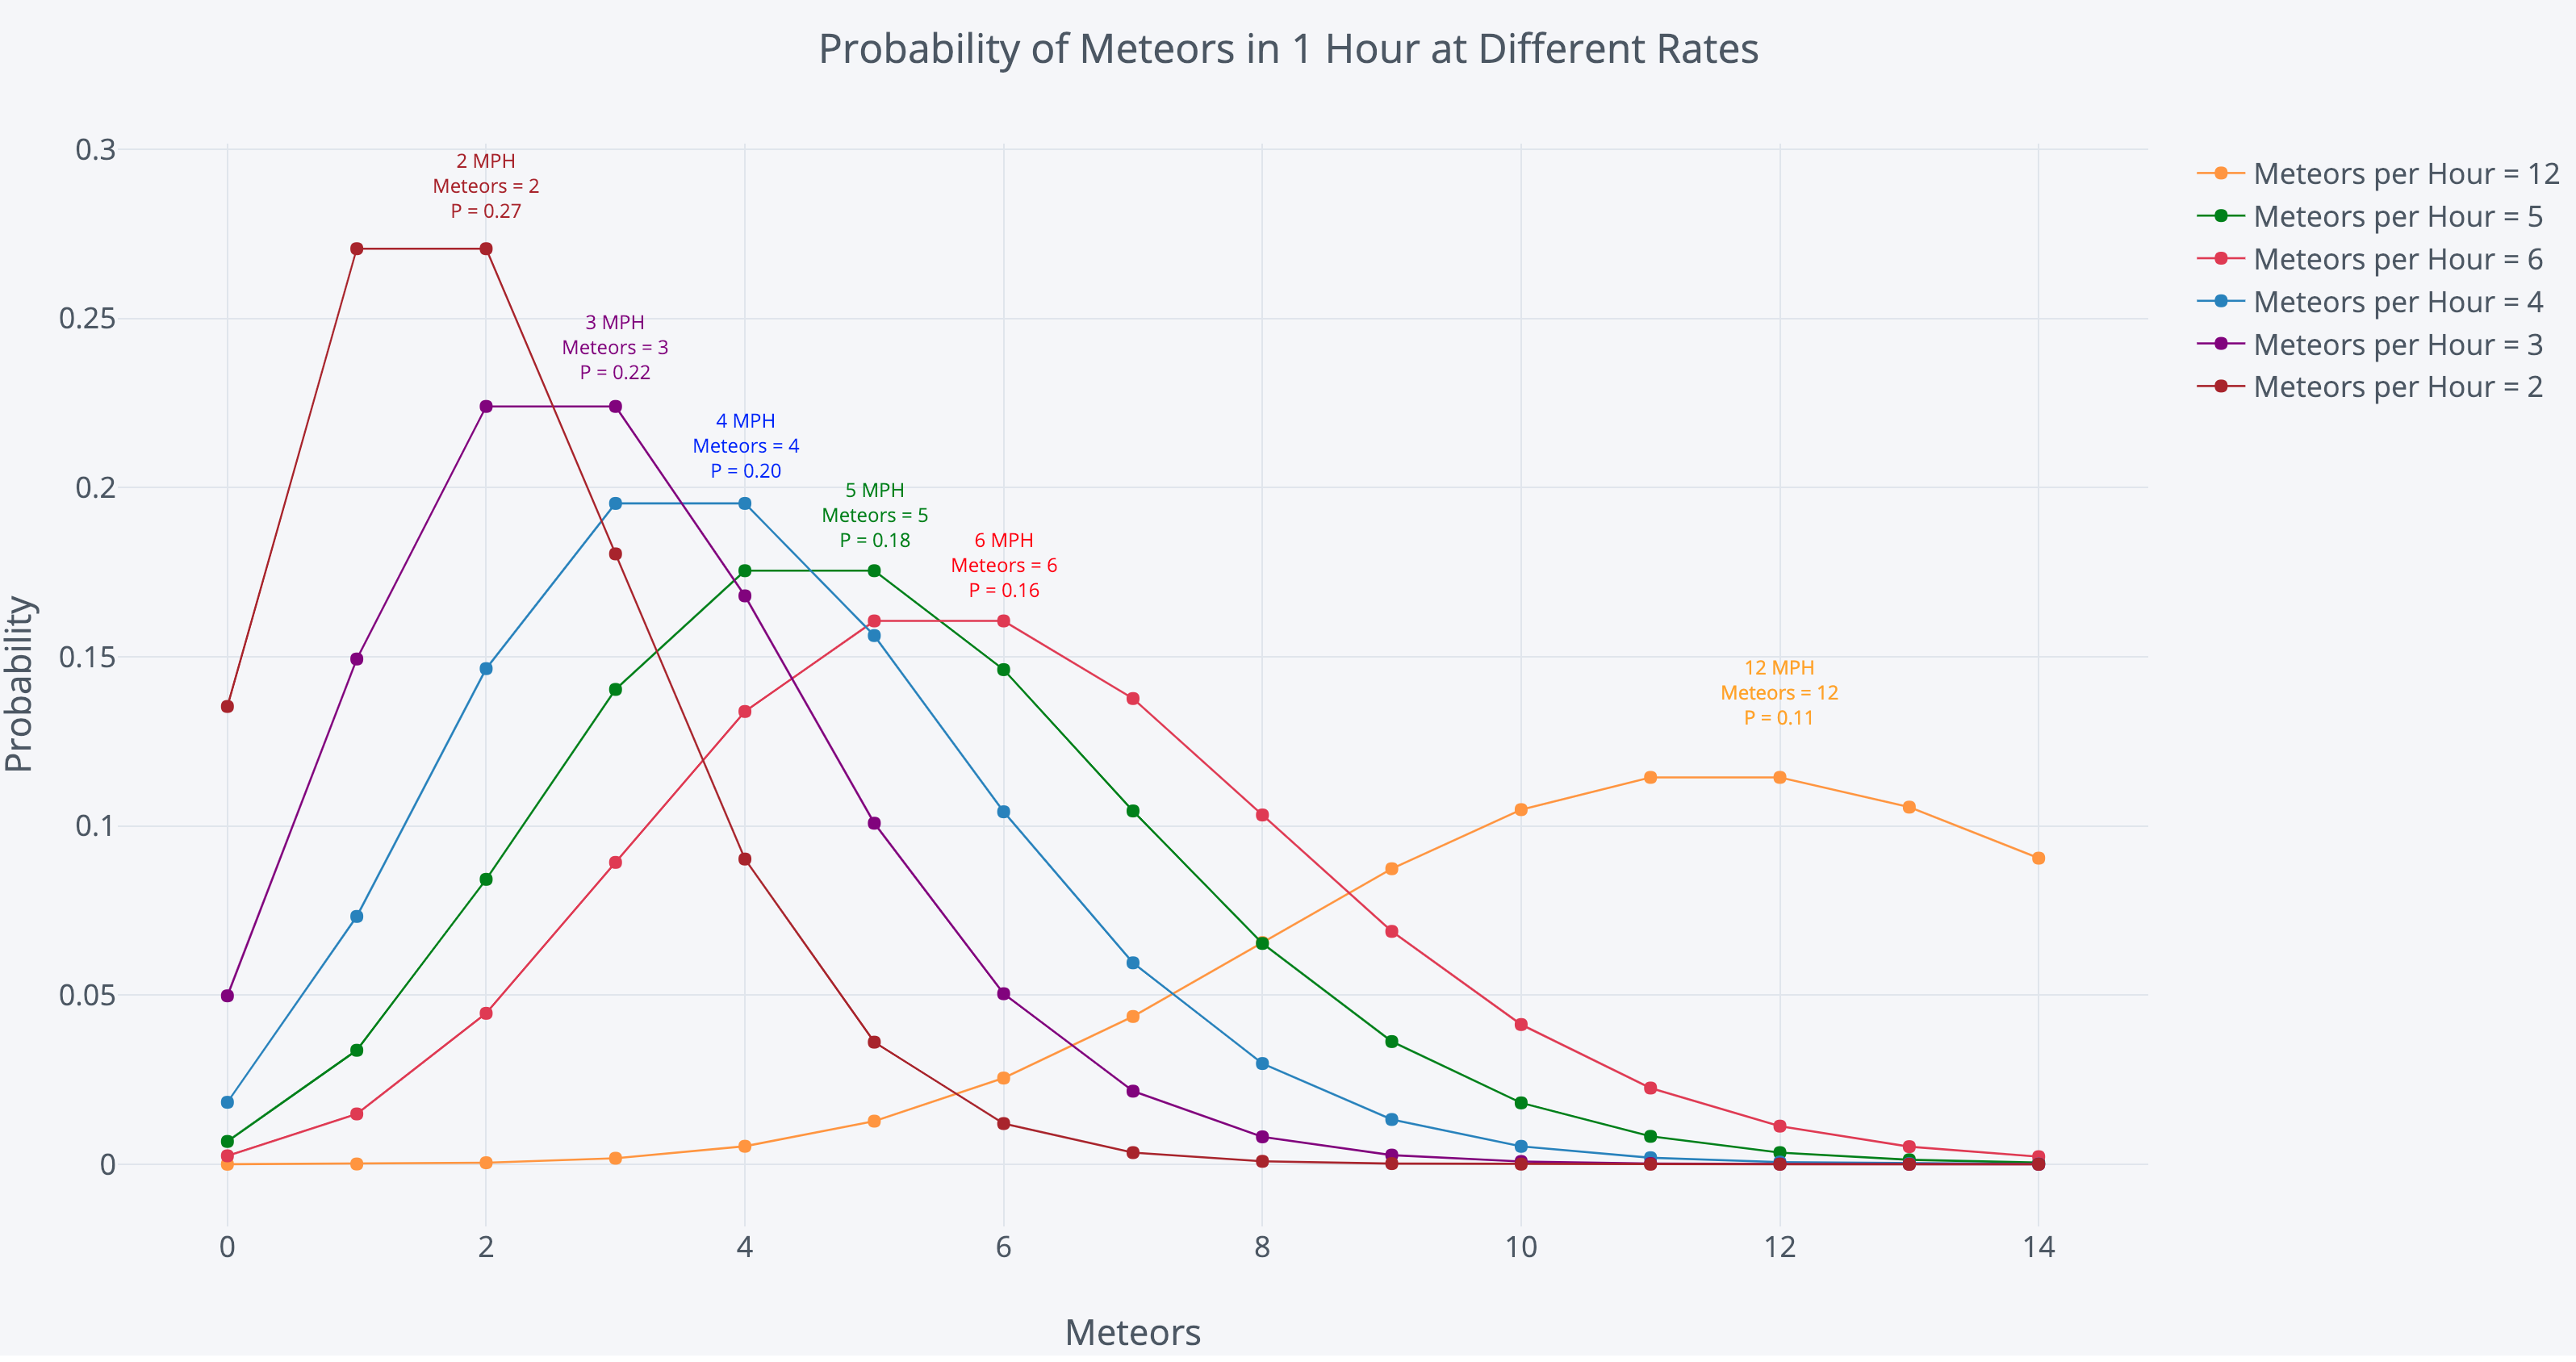 Probability of Meteors in 1 Hour at Different Rates
Probability
0.3
0.25
0.2
0.15
0.1
0.05
0
2 MPH
Meteors = 2
P = 0.27
3 MPH
Meteors = 3
P = 0.22
4 MPH
Meteors = 4
P = 0.20
5 MPH
Meteors = 5
P = 0.18
6 MPH
Meteors = 6
P = 0.16
12 MPH
Meteors = 12
P = 0.11
Meteors per Hour = 12
Meteors per Hour = 5
Meteors per Hour = 6
Meteors per Hour = 4
Meteors per Hour = 3
Meteors per Hour = 2
0 2 4 6 8 10 12 14
Meteors